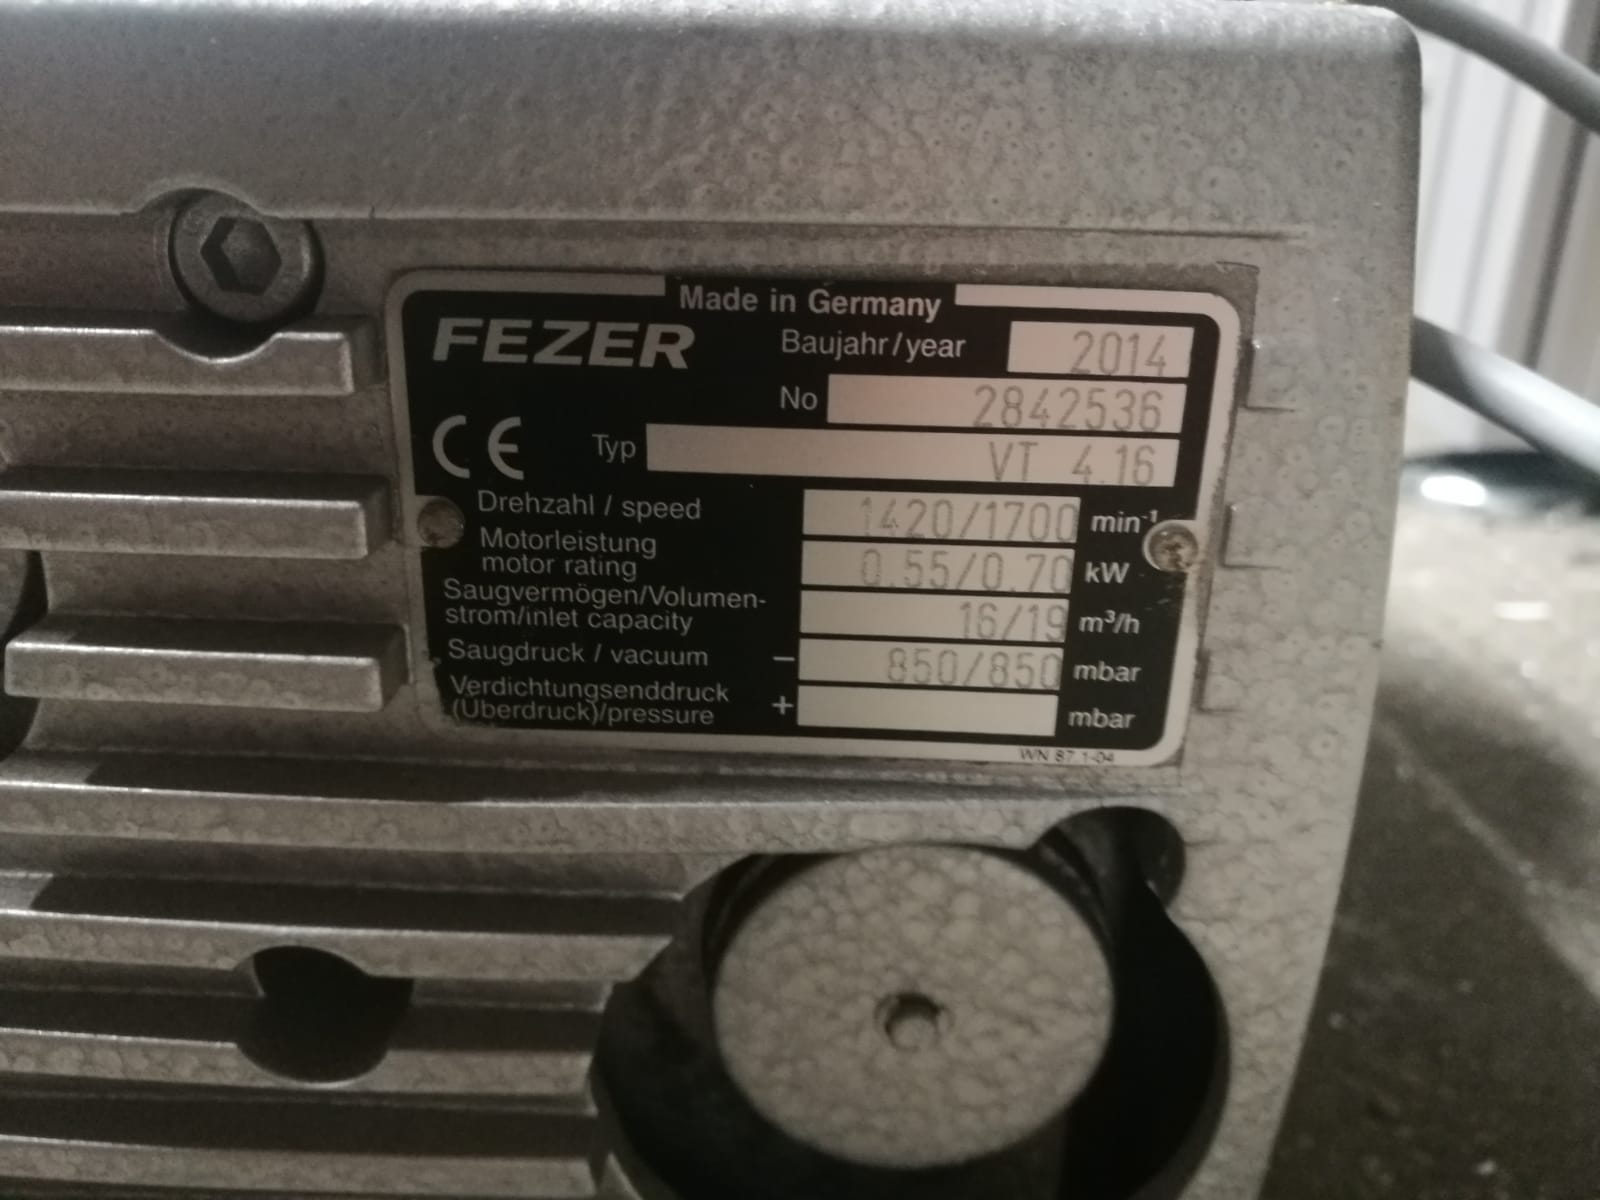 Made in Germany
FEZER
Baujahr/year 2014
No 2842536
CE Typ VT 4.16
Drehzahl / speed 1420/1700 min-¹
Motorleistung
motor rating 0.55/0.70 kW
Saugvermögen/Volumen-
strom/inlet capacity 16/19 m³/h
Saugdruck / vacuum – 850/850 mbar
Verdichtungsenddruck
(Überdruck)/pressure + mbar
WN 87.1-04